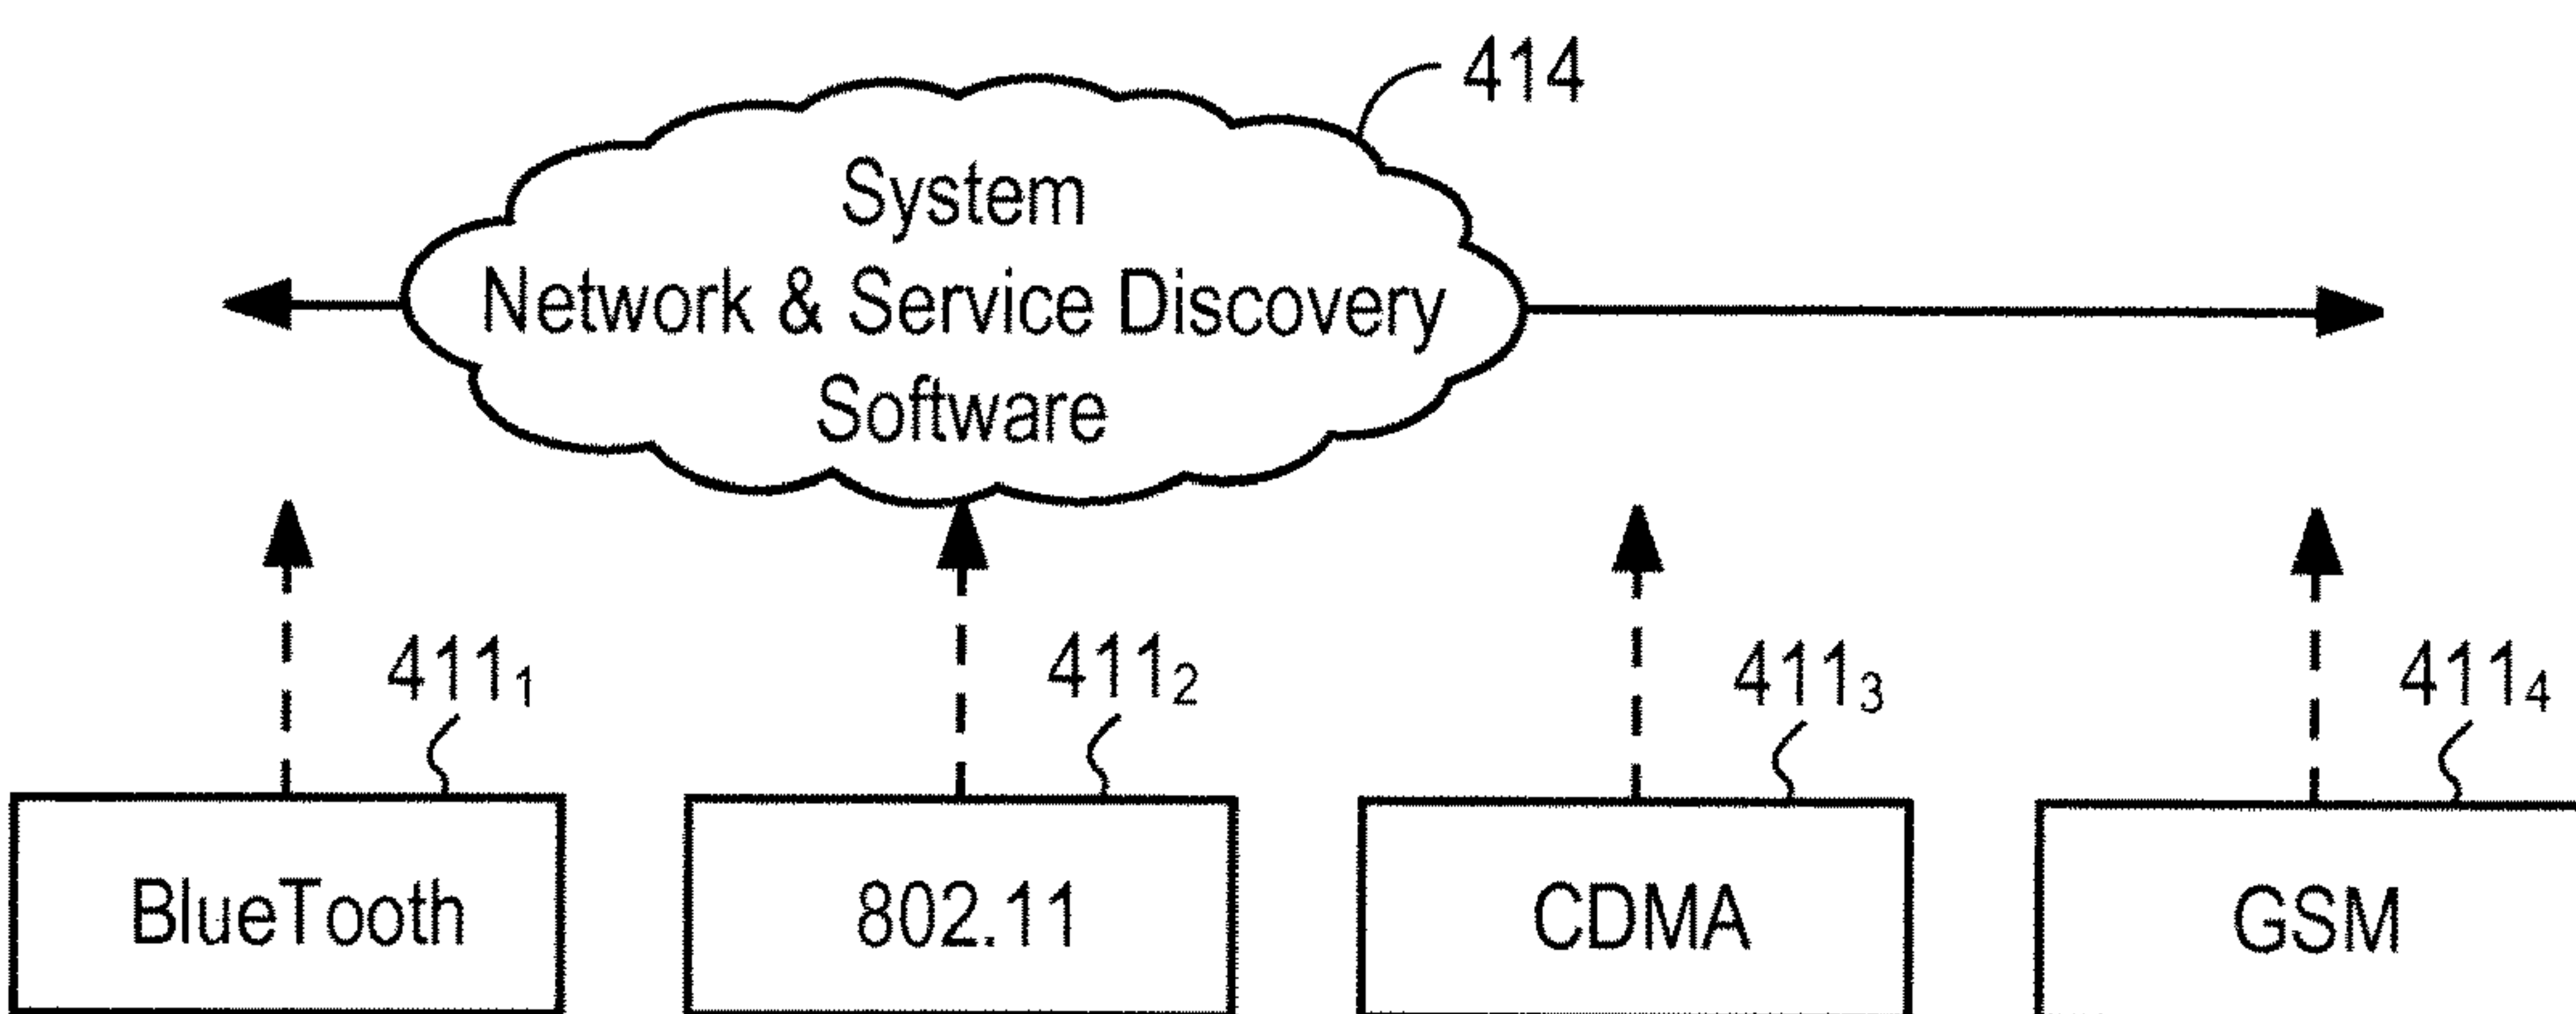 414
System
Network & Service Discovery
Software
411₁
411₂
411₃
411₄
BlueTooth
802.11
CDMA
GSM